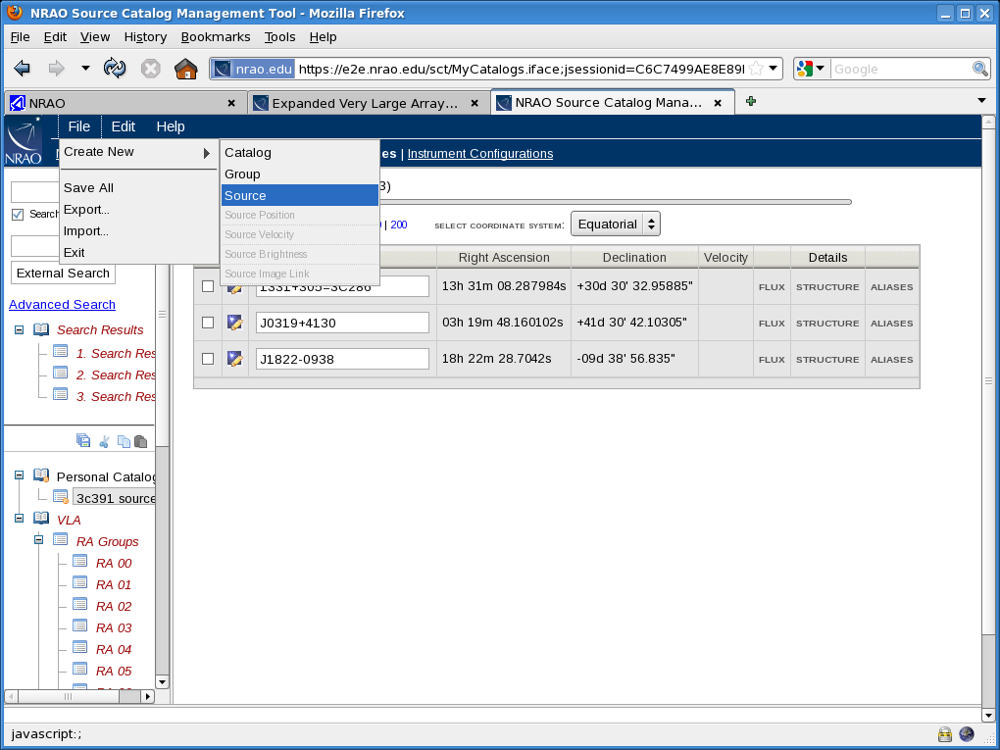 NRAO Source Catalog Management Tool - Mozilla Firefox
File Edit View History Bookmarks Tools Help
nrao.edu https://e2e.nrao.edu/sct/MyCatalogs.iface;jsessionid=C6C7499AE8E89I Google
NRAO Expanded Very Large Array... NRAO Source Catalog Mana...
File Edit Help
NRAO
es | Instrument Configurations
Create New
Save All
Export...
Import...
Exit
Catalog
Group
Source
Source Position
Source Velocity
Source Brightness
Source Image Link
3)
Search
| 200 SELECT COORDINATE SYSTEM: Equatorial
External Search
Advanced Search
Right Ascension Declination Velocity Details
1331+305=3C286 13h 31m 08.287984s +30d 30' 32.95885" FLUX STRUCTURE ALIASES
J0319+4130 03h 19m 48.160102s +41d 30' 42.10305" FLUX STRUCTURE ALIASES
J1822-0938 18h 22m 28.7042s -09d 38' 56.835" FLUX STRUCTURE ALIASES
Search Results
1. Search Res
2. Search Res
3. Search Res
Personal Catalog
3c391 source
VLA
RA Groups
RA 00
RA 01
RA 02
RA 03
RA 04
RA 05
javascript:;